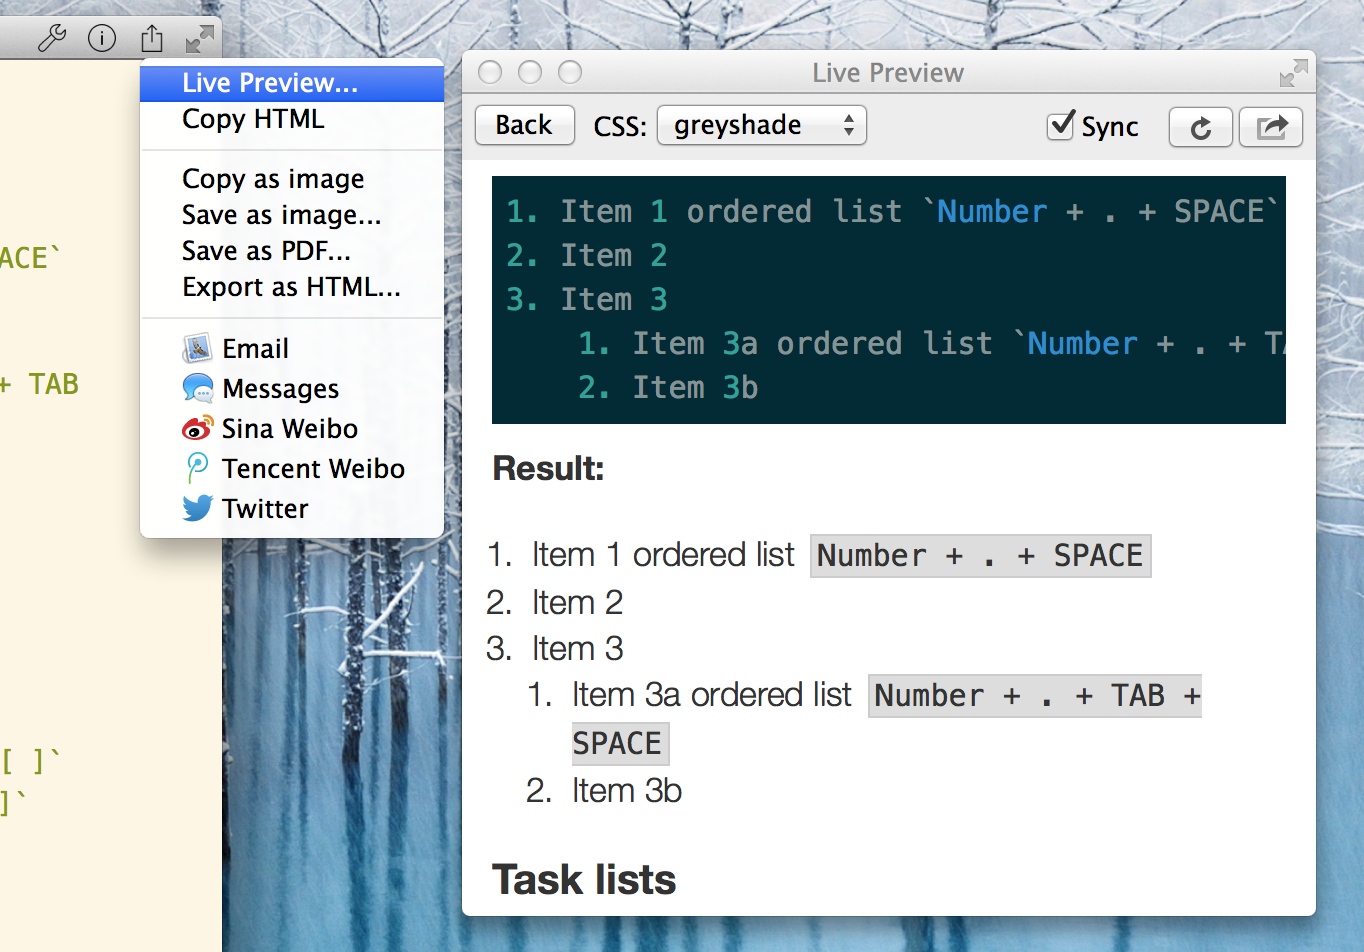 ACE`
+ TAB
[ ]`
]`
Live Preview...
Copy HTML
Copy as image
Save as image...
Save as PDF...
Export as HTML...
Email
Messages
Sina Weibo
Tencent Weibo
Twitter
Live Preview
Back CSS: greyshade Sync
1. Item 1 ordered list `Number + . + SPACE`
2. Item 2
3. Item 3
1. Item 3a ordered list `Number + . + TA
2. Item 3b
Result:
1. Item 1 ordered list Number + . + SPACE
2. Item 2
3. Item 3
1. Item 3a ordered list Number + . + TAB +
SPACE
2. Item 3b
Task lists